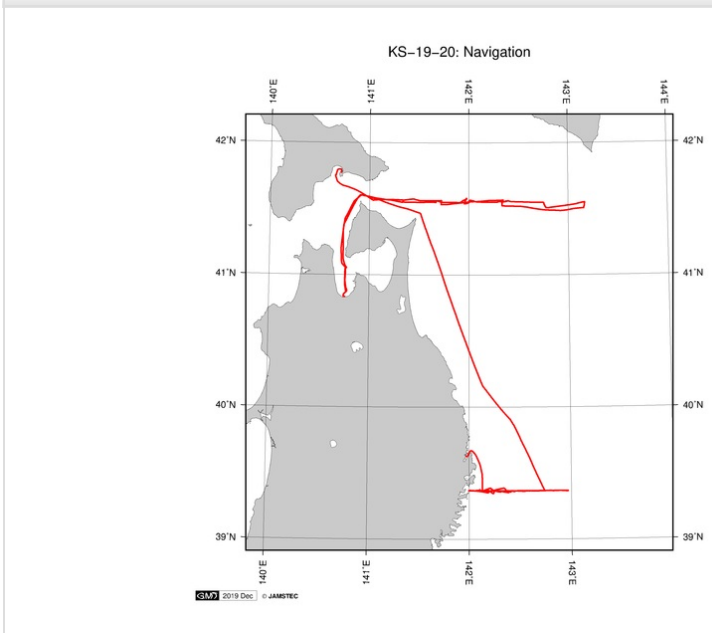 KS−19−20: Navigation
140˚E 141˚E 142˚E 143˚E 144˚E
42˚N 42˚N
41˚N 41˚N
40˚N 40˚N
39˚N 39˚N
140˚E 141˚E 142˚E 143˚E
GMD 2019 Dec © JAMSTEC